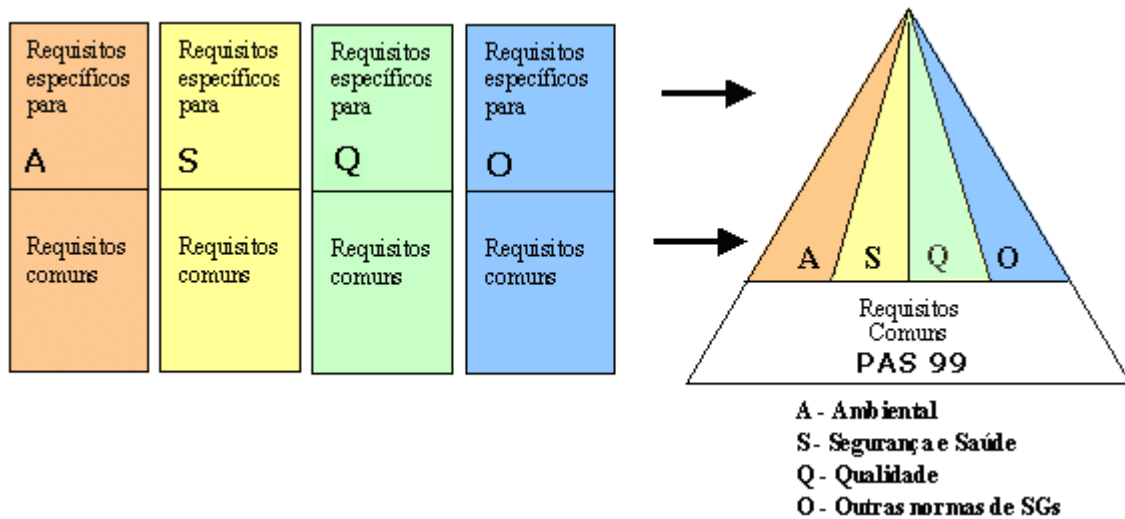 Requisitos
específicos
para
A
Requisitos
específicos
para
S
Requisitos
específicos
para
Q
Requisitos
específicos
para
O
Requisitos
comuns
Requisitos
comuns
Requisitos
comuns
Requisitos
comuns
A S Q O
Requisitos
Comuns
PAS 99
A - Ambiental
S - Segurança e Saúde
Q - Qualidade
O - Outras normas de SGs